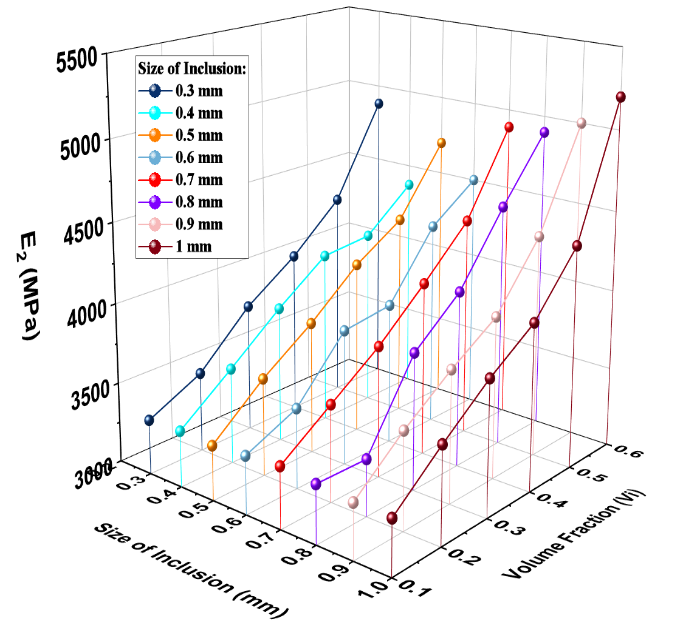 5500
5000
4500
4000
3500
3000
E2 (MPa)
Size of Inclusion:
0.3 mm
0.4 mm
0.5 mm
0.6 mm
0.7 mm
0.8 mm
0.9 mm
1 mm
0.3
0.4
0.5
0.6
0.7
0.8
0.9
1.0
Size of Inclusion (mm)
0.1
0.2
0.3
0.4
0.5
0.6
Volume Fraction (Vi)